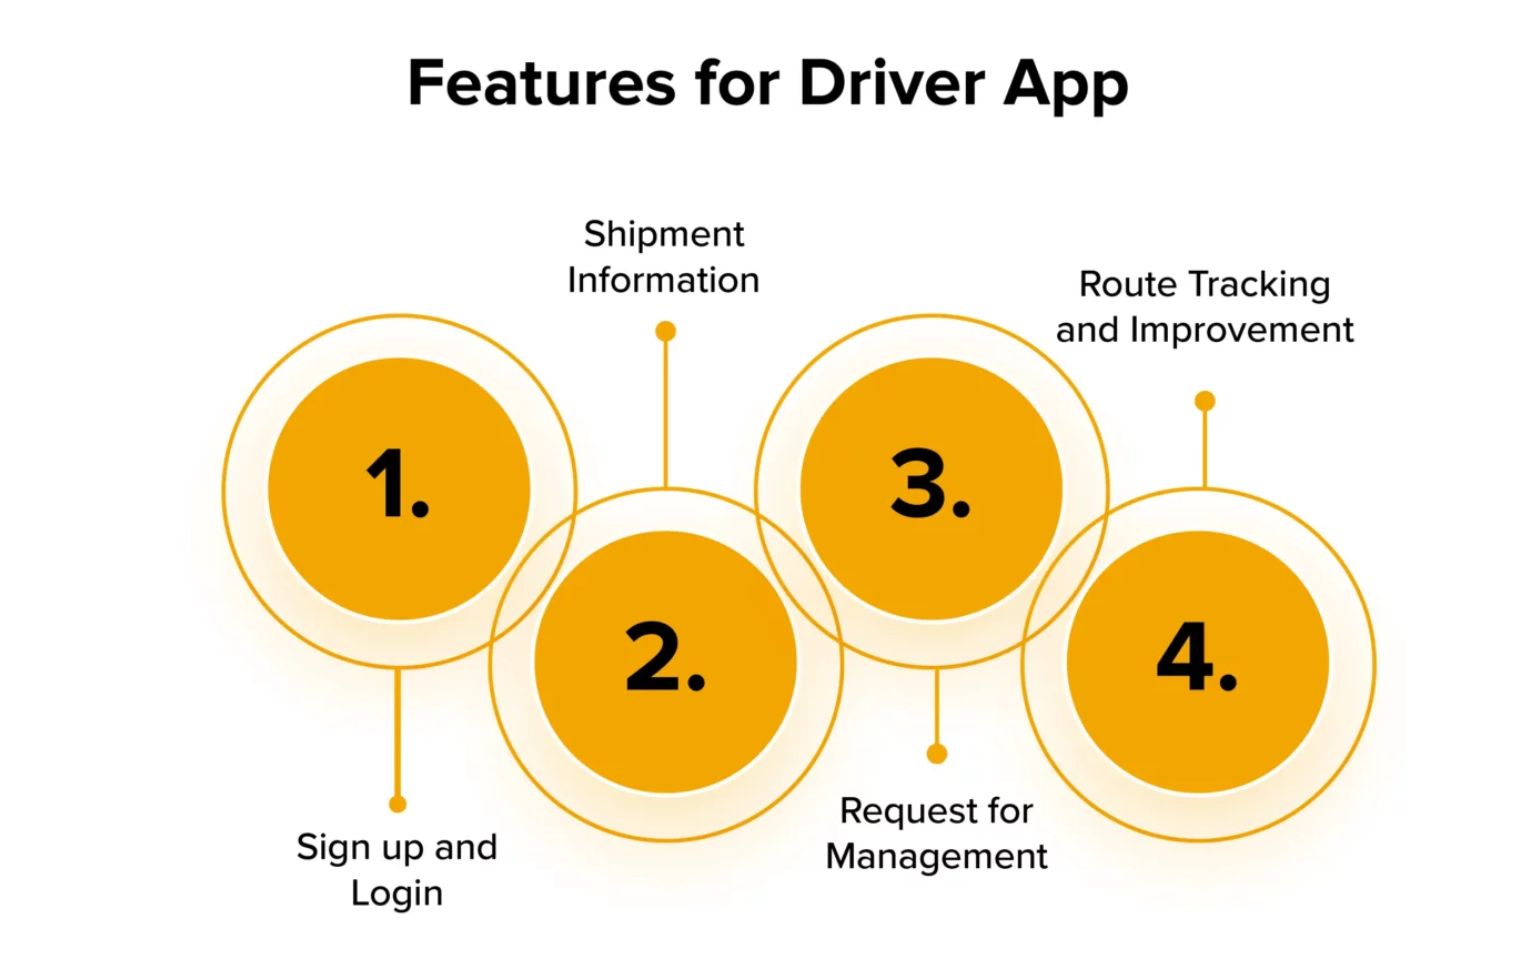 Features for Driver App
1.
Sign up and
Login
2.
Shipment
Information
3.
Request for
Management
4.
Route Tracking
and Improvement